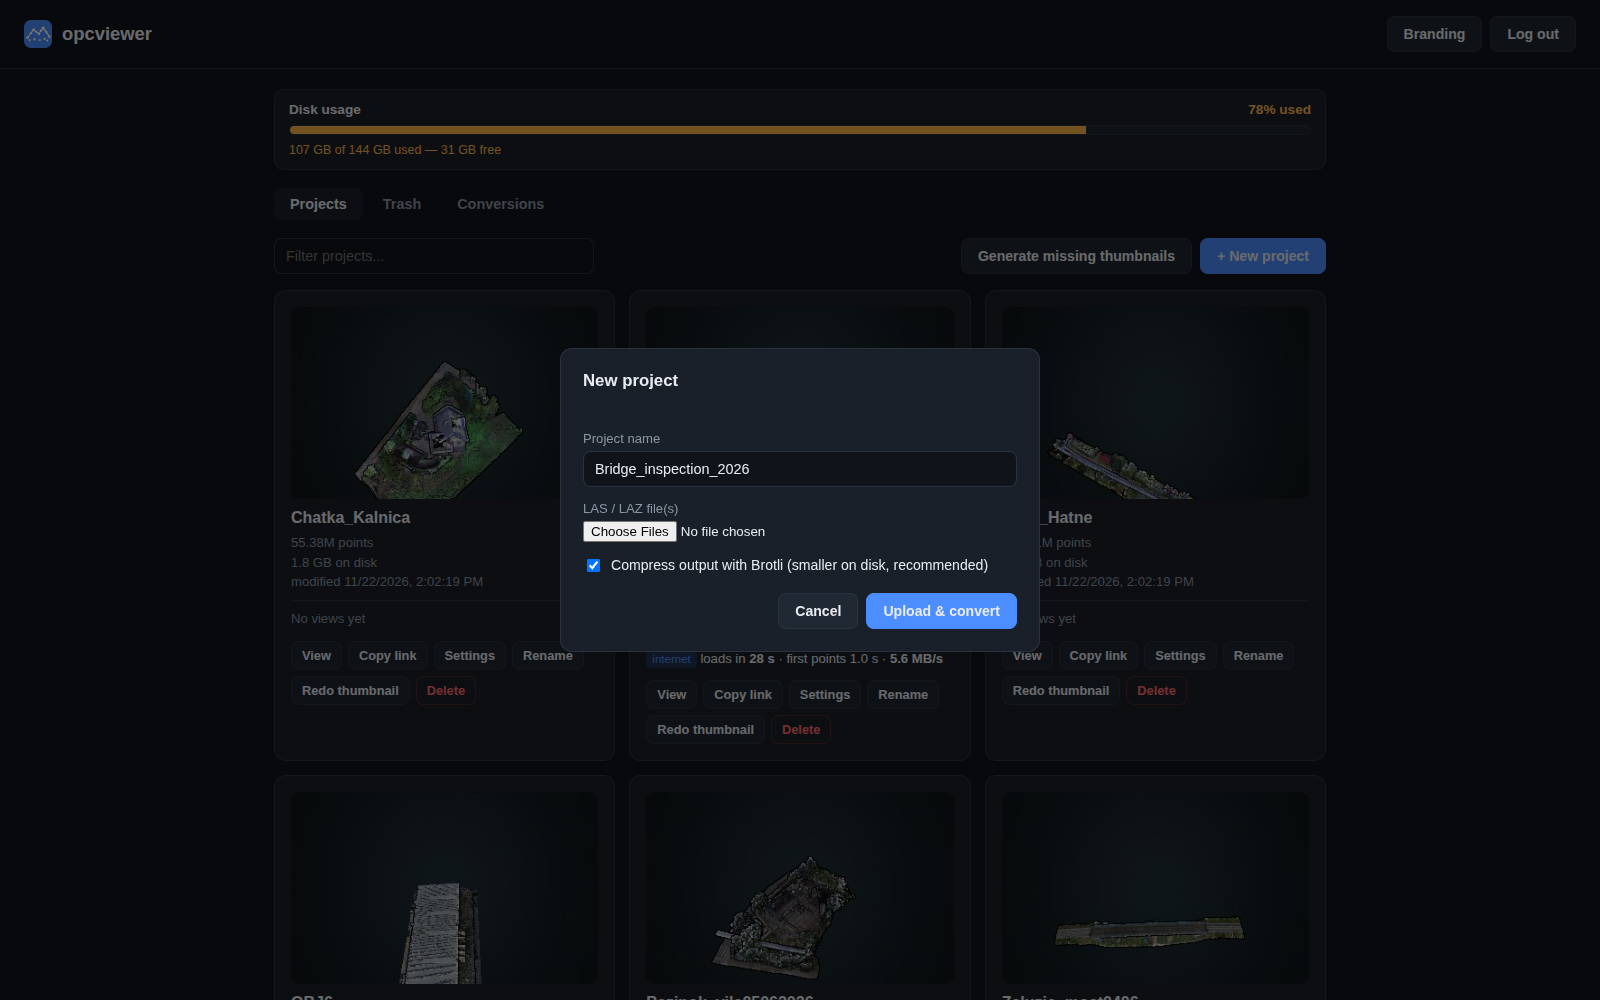 opcviewer
Branding
Log out
Disk usage
78% used
107 GB of 144 GB used — 31 GB free
Projects
Trash
Conversions
Filter projects...
Generate missing thumbnails
+ New project
New project
Project name
Bridge_inspection_2026
LAS / LAZ file(s)
Choose Files No file chosen
Compress output with Brotli (smaller on disk, recommended)
Cancel
Upload & convert
Chatka_Kalnica
55.38M points
1.8 GB on disk
modified 11/22/2026, 2:02:19 PM
No views yet
View
Copy link
Settings
Rename
Redo thumbnail
Delete
internet loads in 28 s · first points 1.0 s · 5.6 MB/s
View
Copy link
Settings
Rename
Redo thumbnail
Delete
_Hatne
M points
on disk
11/22/2026, 2:02:19 PM
yet
View
Copy link
Settings
Rename
Redo thumbnail
Delete